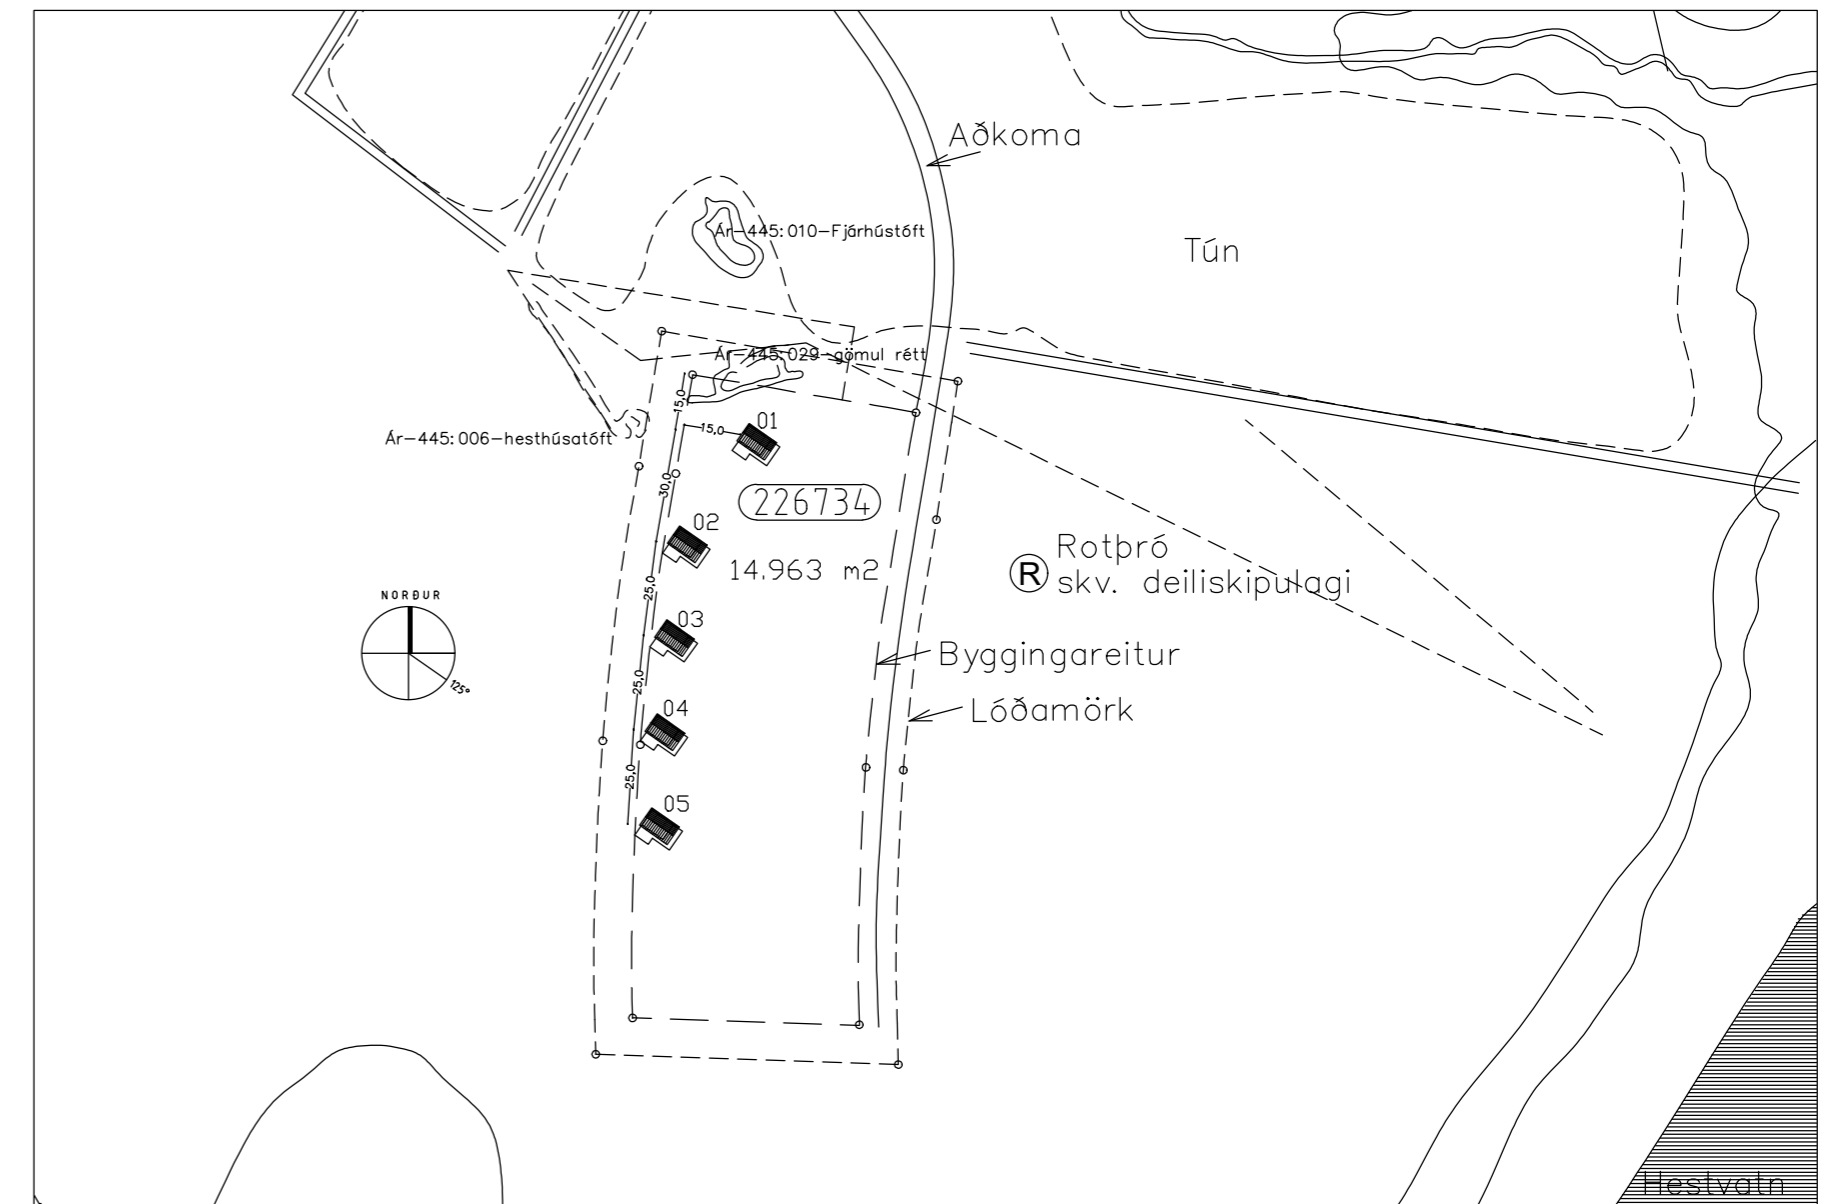 Aðkoma
Ár-445:010-Fjárhústóft
Tún
Ár-445:029-gömul rétt
15,0
01
15,0
Ár-445:006-hesthúsatóft
30,0
226734
02
Rotþró
Ⓡ skv. deiliskipulagi
14.963 m2
25,0
NORÐUR
03
Byggingareitur
125°
25,0
04
Lóðamörk
25,0
05
Hestvatn